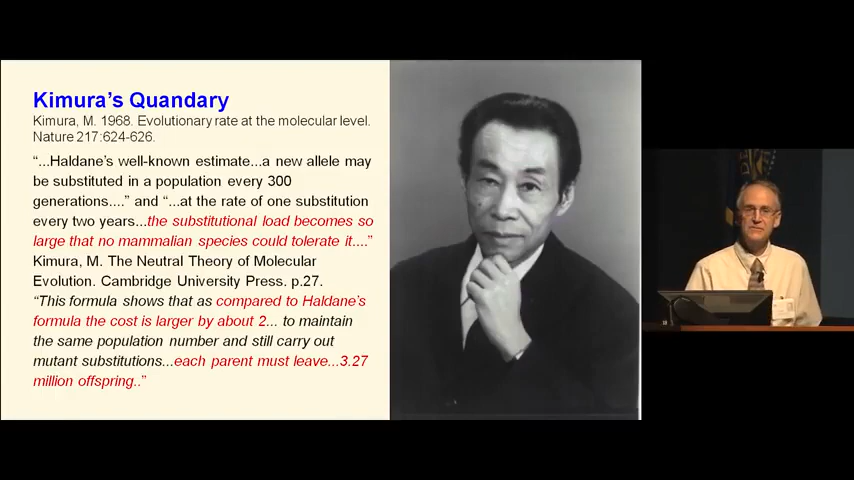 Kimura’s Quandary
Kimura, M. 1968. Evolutionary rate at the molecular level.
Nature 217:624-626.
“...Haldane’s well-known estimate...a new allele may
be substituted in a population every 300
generations....” and “...at the rate of one substitution
every two years...the substitutional load becomes so
large that no mammalian species could tolerate it....”
Kimura, M. The Neutral Theory of Molecular
Evolution. Cambridge University Press. p.27.
“This formula shows that as compared to Haldane’s
formula the cost is larger by about 2... to maintain
the same population number and still carry out
mutant substitutions...each parent must leave...3.27
million offspring..”